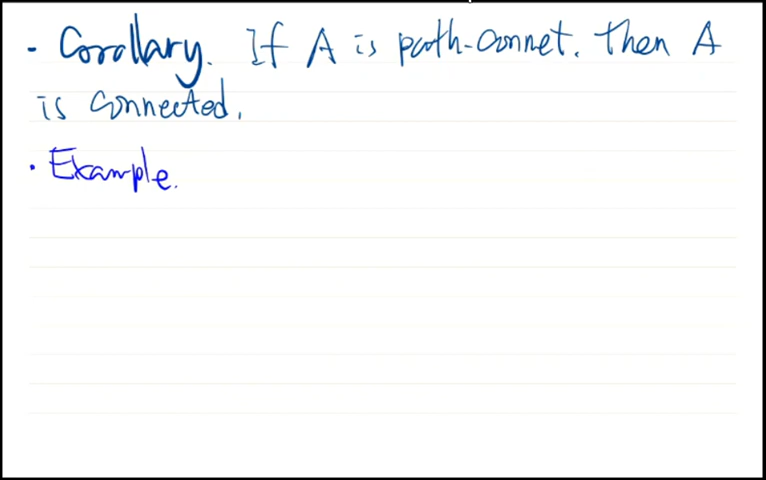 - Corollary. If A is path-connet. then A
is connected.
· Example.